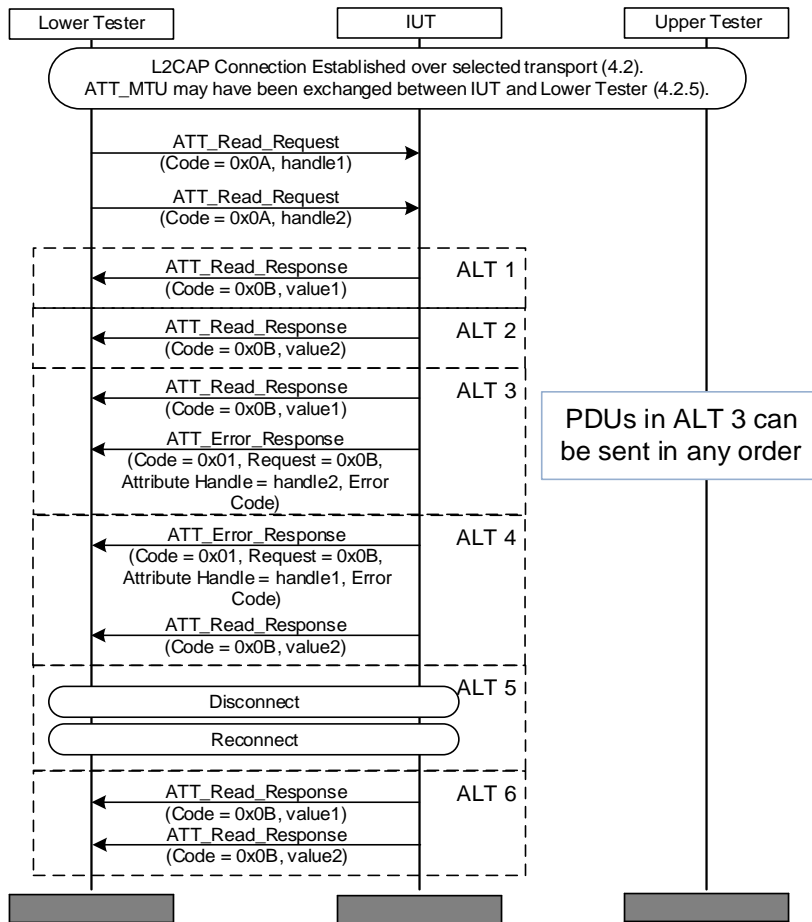 Lower Tester
IUT
Upper Tester
L2CAP Connection Established over selected transport (4.2).
ATT_MTU may have been exchanged between IUT and Lower Tester (4.2.5).
ATT_Read_Request
(Code = 0x0A, handle1)
ATT_Read_Request
(Code = 0x0A, handle2)
ALT 1
ATT_Read_Response
(Code = 0x0B, value1)
ALT 2
ATT_Read_Response
(Code = 0x0B, value2)
ALT 3
ATT_Read_Response
(Code = 0x0B, value1)
ATT_Error_Response
(Code = 0x01, Request = 0x0B,
Attribute Handle = handle2, Error
Code)
PDUs in ALT 3 can
be sent in any order
ALT 4
ATT_Error_Response
(Code = 0x01, Request = 0x0B,
Attribute Handle = handle1, Error
Code)
ATT_Read_Response
(Code = 0x0B, value2)
ALT 5
Disconnect
Reconnect
ALT 6
ATT_Read_Response
(Code = 0x0B, value1)
ATT_Read_Response
(Code = 0x0B, value2)